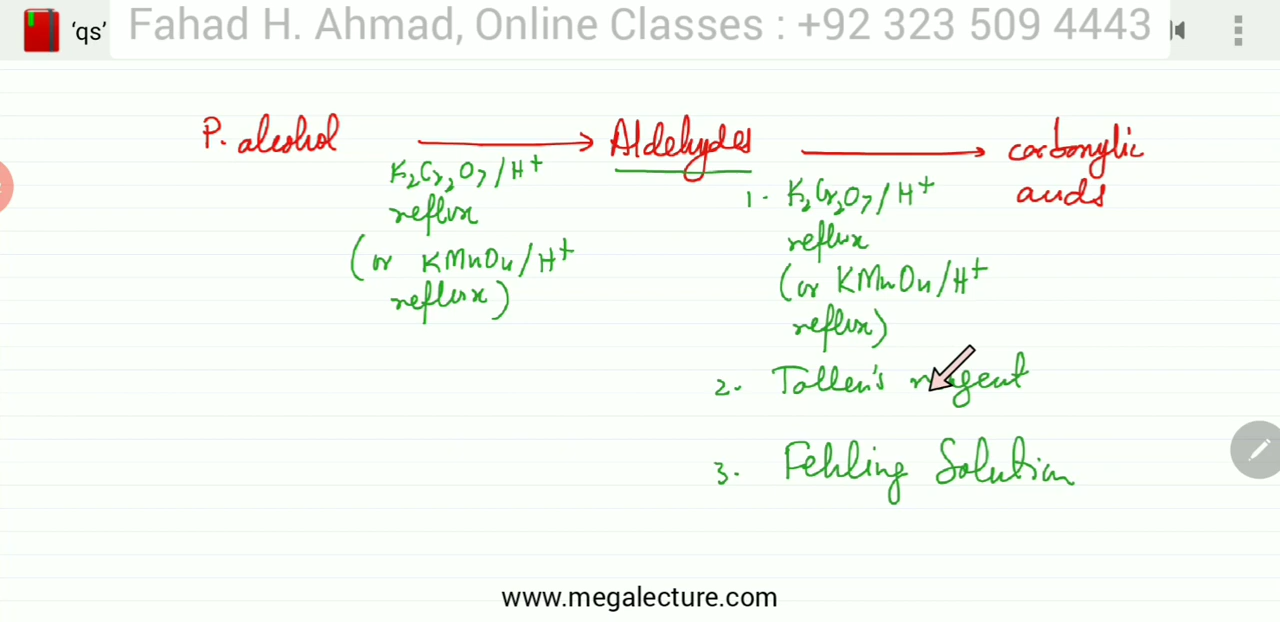 ‘qs’ Fahad H. Ahmad, Online Classes : +92 323 509 4443
P. alcohol → Aldehydes → carbonylic acids
K₂Cr₂O₇/H⁺
reflux
(or KMnO₄/H⁺
reflux)
1. K₂Cr₂O₇/H⁺
reflux
(or KMnO₄/H⁺
reflux)
2. Tollen's reagent
3. Fehling Solution
www.megalecture.com